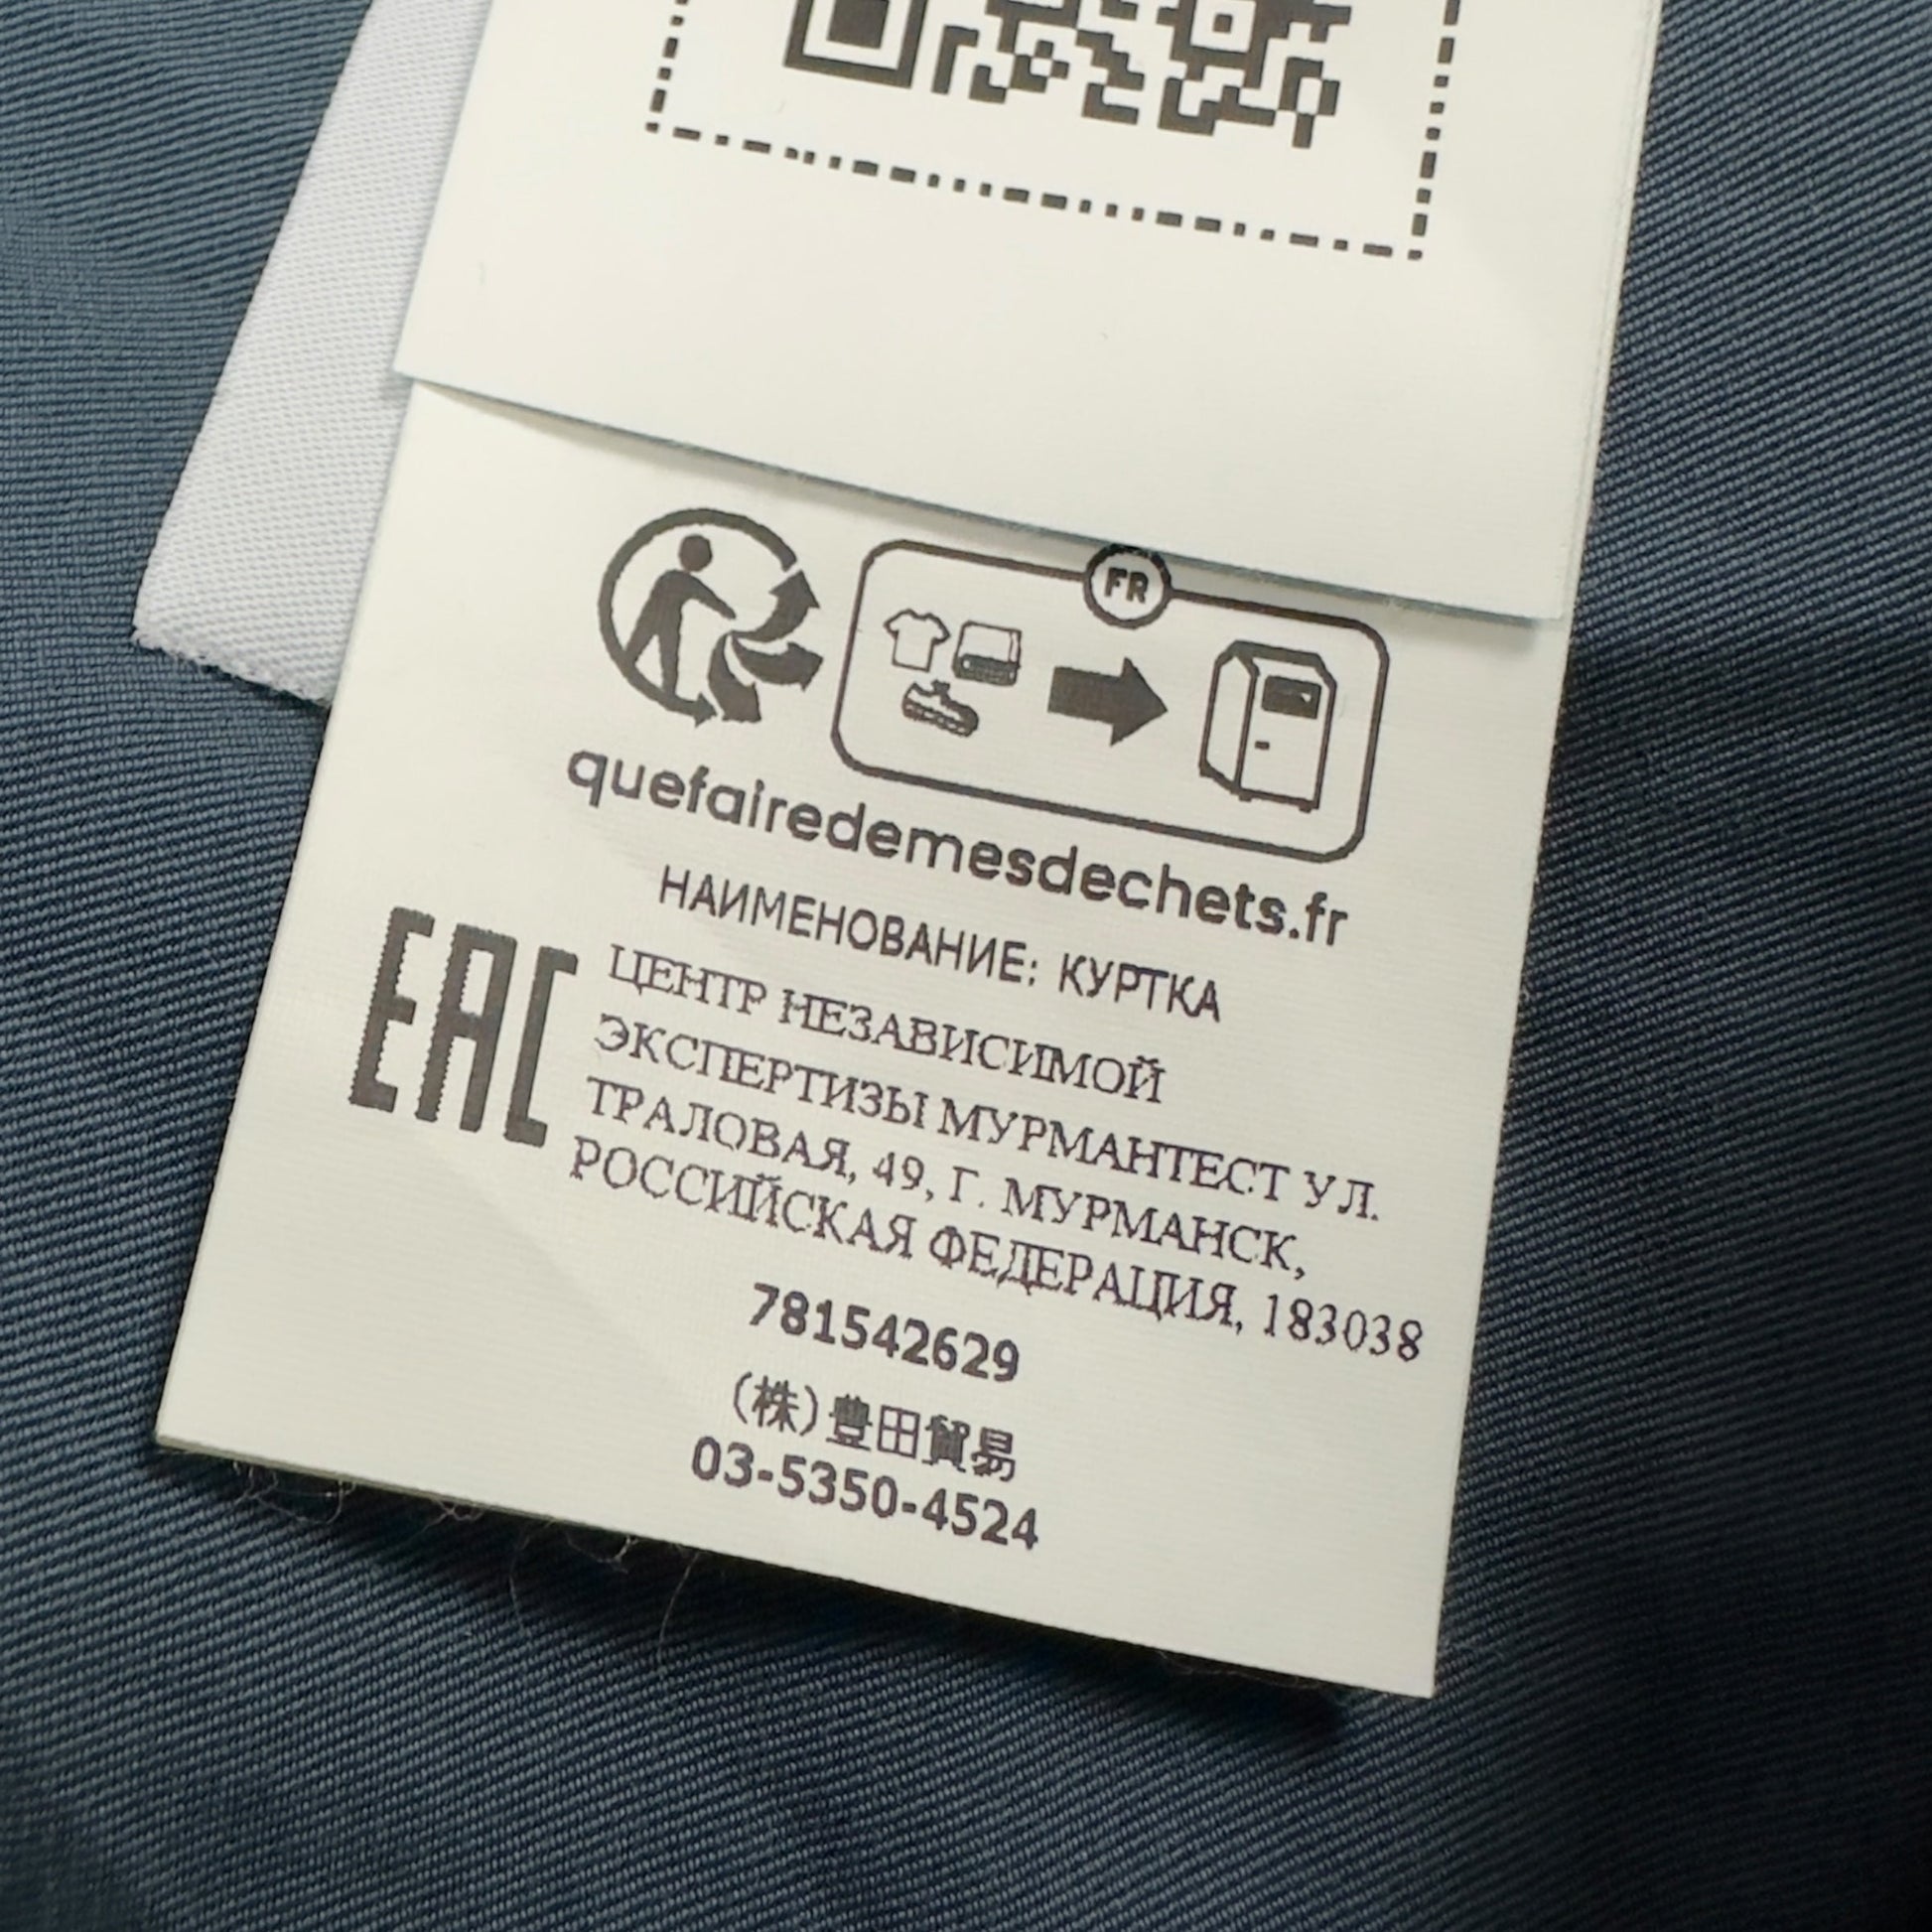 FR
quefairedemesdechets.fr
НАИМЕНОВАНИЕ: КУРТКА
EAC
ЦЕНТР НЕЗАВИСИМОЙ
ЭКСПЕРТИЗЫ МУРМАНТЕСТ УЛ.
ТРАЛОВАЯ, 49, Г. МУРМАНСК,
РОССИЙСКАЯ ФЕДЕРАЦИЯ, 183038
781542629
(株)豊田貿易
03-5350-4524